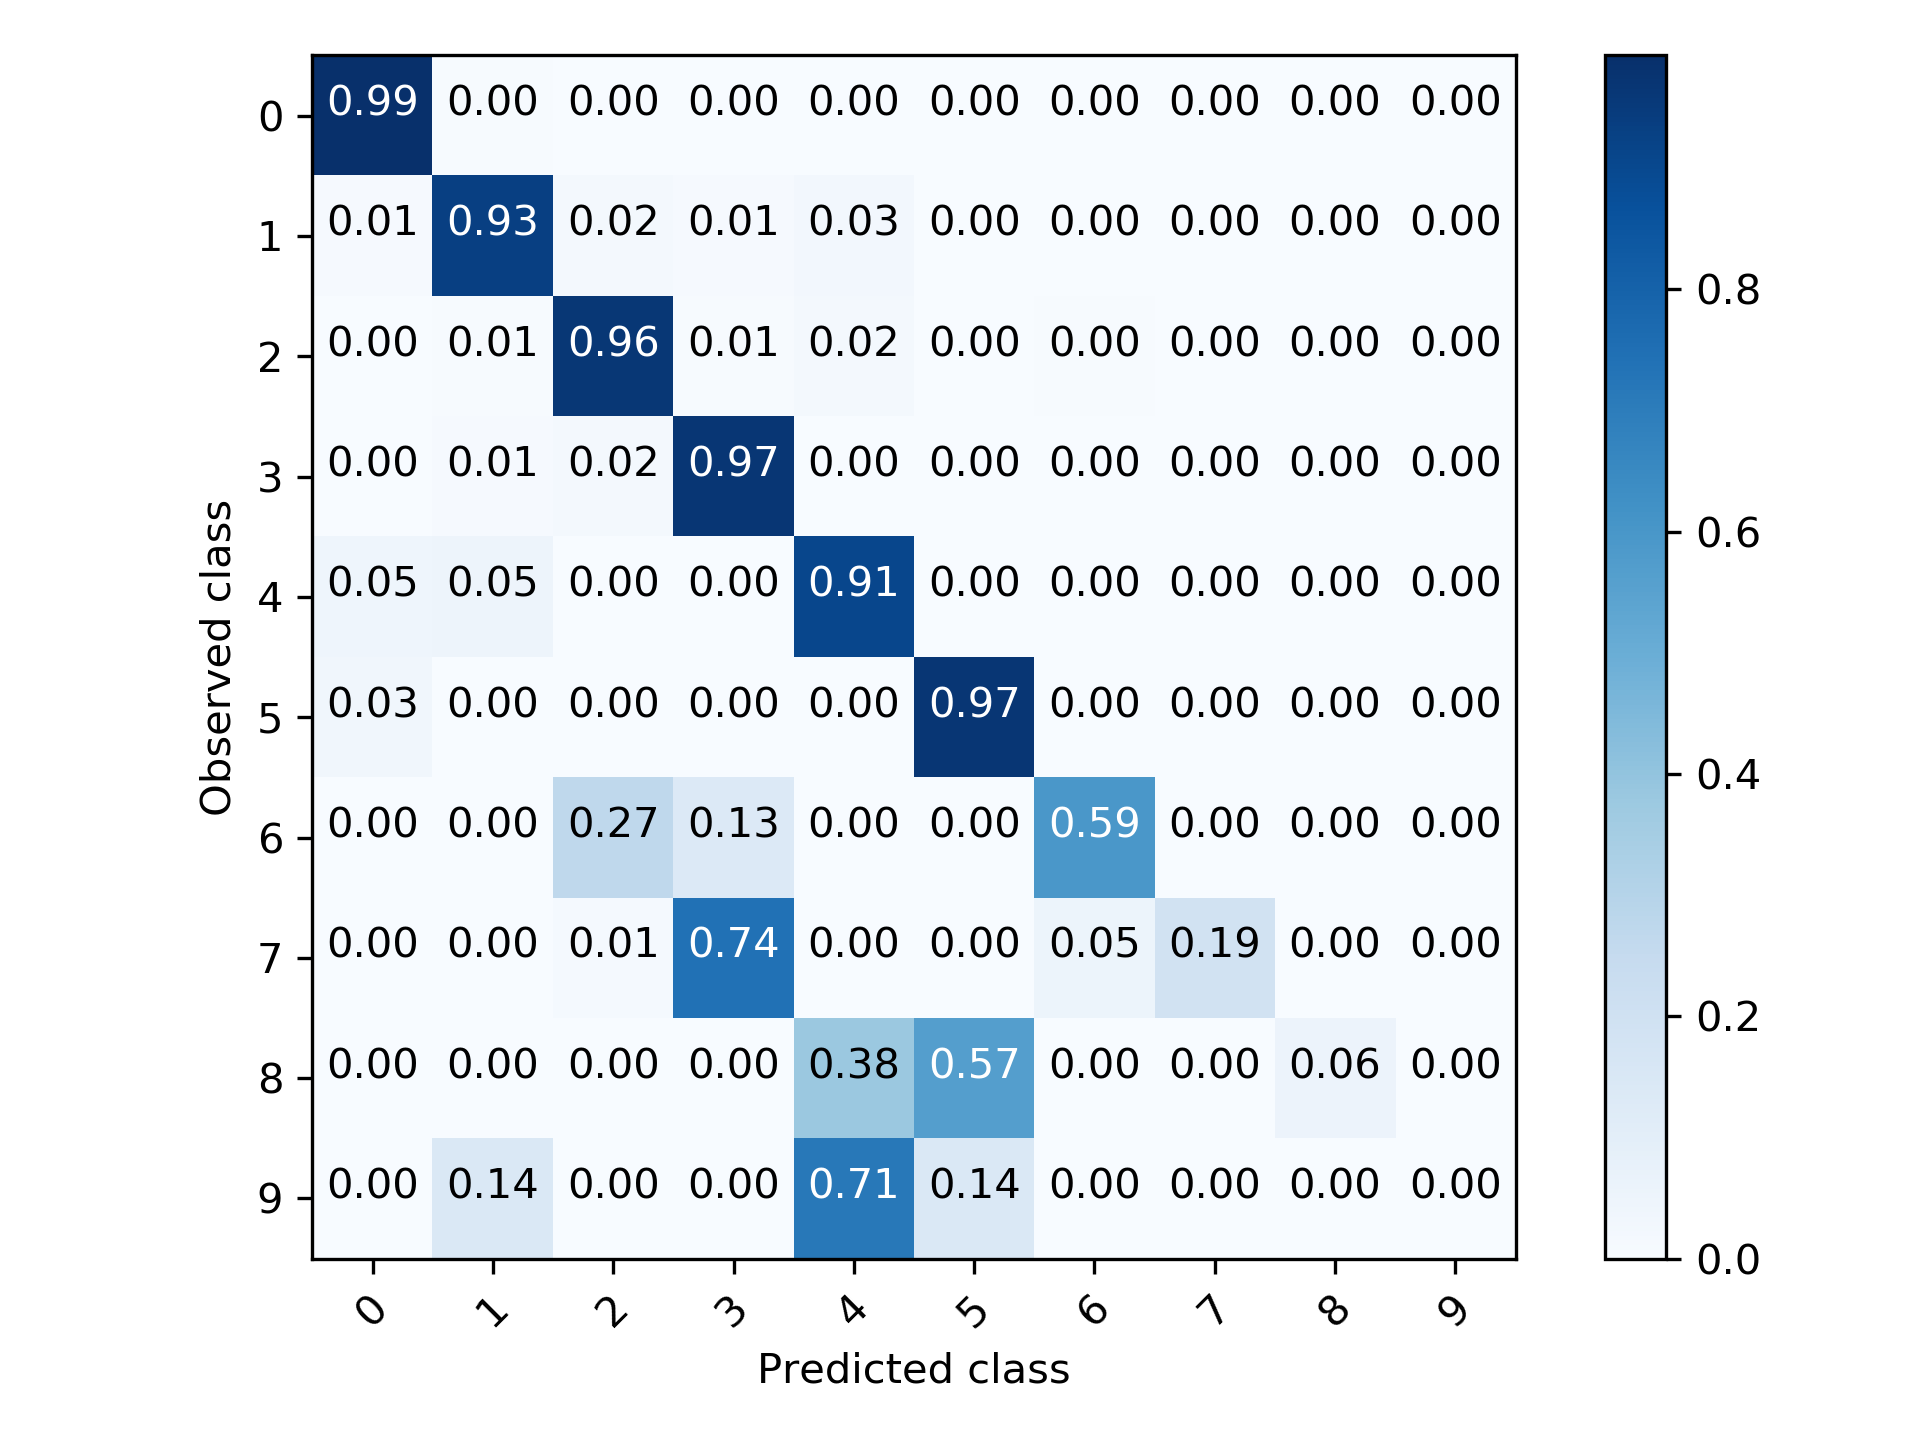 0 0.99 0.00 0.00 0.00 0.00 0.00 0.00 0.00 0.00 0.00
1 0.01 0.93 0.02 0.01 0.03 0.00 0.00 0.00 0.00 0.00
2 0.00 0.01 0.96 0.01 0.02 0.00 0.00 0.00 0.00 0.00
3 0.00 0.01 0.02 0.97 0.00 0.00 0.00 0.00 0.00 0.00
4 0.05 0.05 0.00 0.00 0.91 0.00 0.00 0.00 0.00 0.00
5 0.03 0.00 0.00 0.00 0.00 0.97 0.00 0.00 0.00 0.00
6 0.00 0.00 0.27 0.13 0.00 0.00 0.59 0.00 0.00 0.00
7 0.00 0.00 0.01 0.74 0.00 0.00 0.05 0.19 0.00 0.00
8 0.00 0.00 0.00 0.00 0.38 0.57 0.00 0.00 0.06 0.00
9 0.00 0.14 0.00 0.00 0.71 0.14 0.00 0.00 0.00 0.00
0 1 2 3 4 5 6 7 8 9
Predicted class
Observed class
0.8
0.6
0.4
0.2
0.0